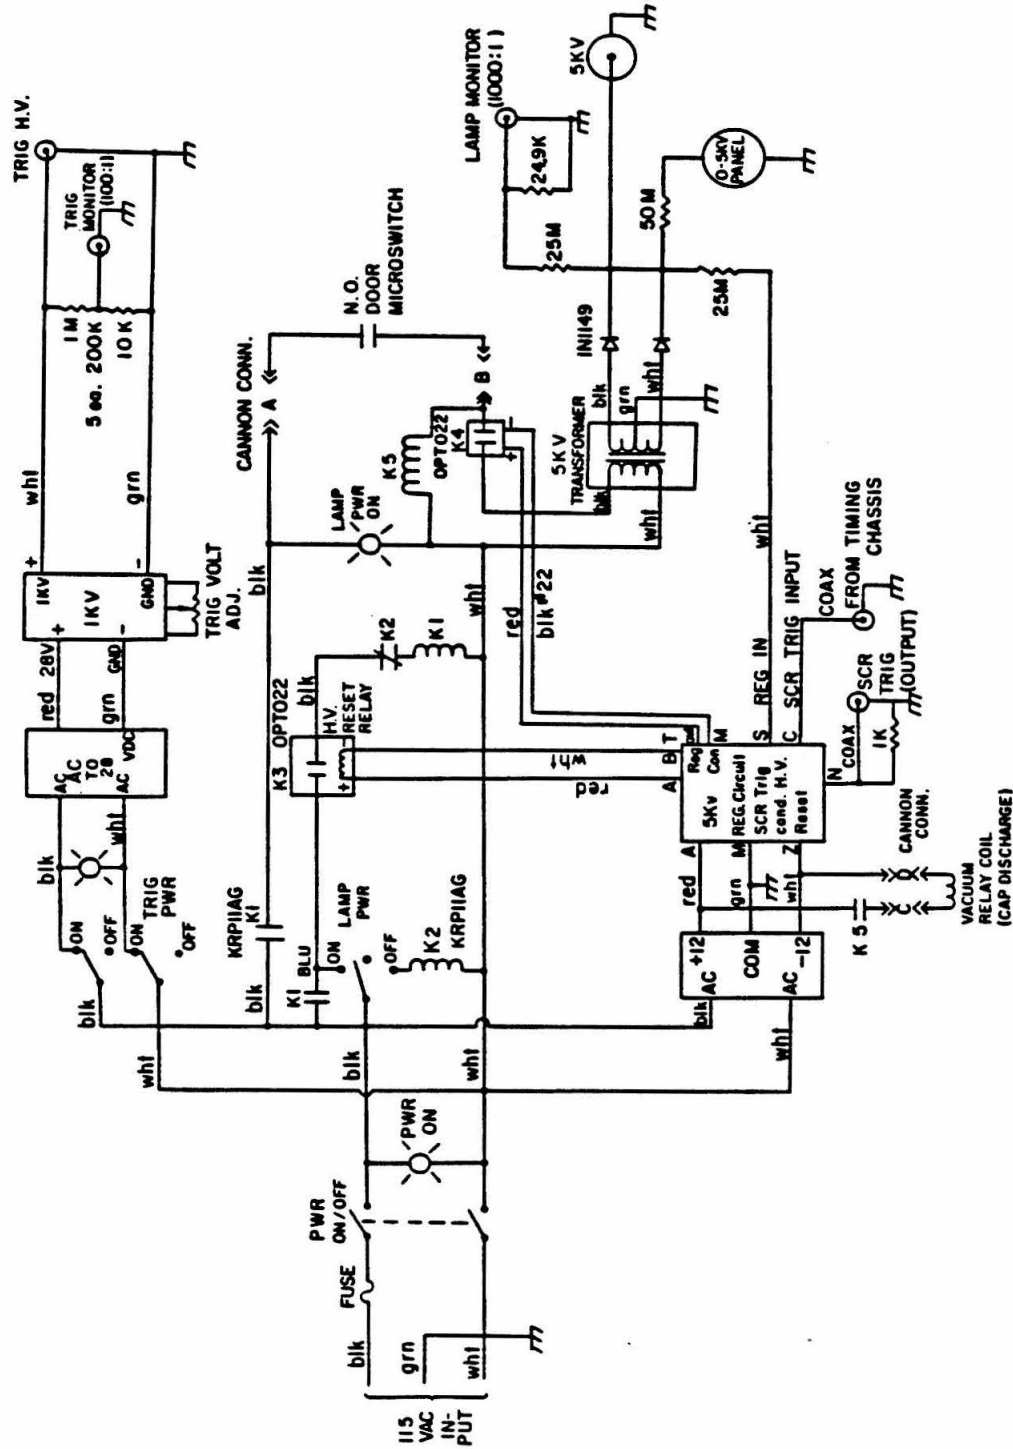 115
VAC
IN-
PUT
blk
grn
wht
FUSE
PWR
ON/OFF
PWR
ON
blk
wht
wht
blk
blk
ON
OFF
ON
OFF
TRIG
PWR
blk
wht
AC
AC
AC
TO
28
VDC
red
grn
28V
GND
+
-
1KV
1KV
GND
TRIG VOLT
ADJ.
+
-
wht
grn
1M
5 ea. 200K
10K
TRIG
MONITOR
(100:1)
TRIG H.V.
blk
KRP11AG K1
K1
BLU
ON
LAMP
PWR
OFF
K2
KRP11AG
K3
OPTO22
H.V.
RESET
RELAY
+
-
blk
K2
K1
blk
wht
LAMP
PWR
ON
CANNON CONN.
A
B
N.O.
DOOR
MICROSWITCH
K5
OPTO22
K4
+
-
red
blk #22
5KV
TRANSFORMER
blk
wht
blk
grn
wht
IN1149
25M
24.9K
LAMP MONITOR
(1000:1)
5KV
50M
0-5KV
PANEL
25M
wht
red
wht
A
B
T
Reg
Con
M
5Kv
REG. Circuit
SCR Trig
cond. H.V.
Reset
A
M
Z
S
C
N
REG IN
SCR TRIG INPUT
COAX
FROM TIMING
CHASSIS
COAX
SCR
TRIG
(OUTPUT)
1K
red
grn
wht
blk
AC
+12
COM
AC
-12
wht
K5
CANNON
CONN.
VACUUM
RELAY COIL
(CAP DISCHARGE)